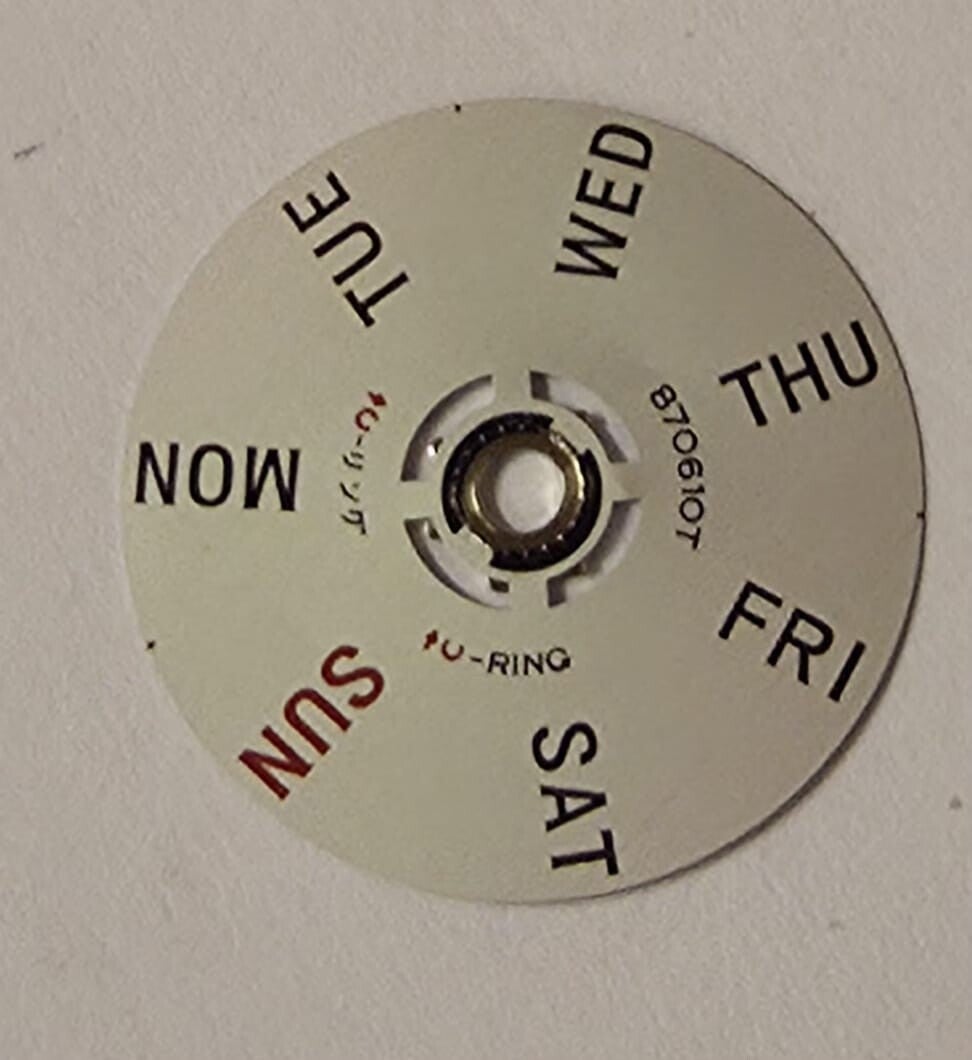 SUN
MON
TUE
WED
THU
FRI
SAT
870610T
U-リング
U-RING